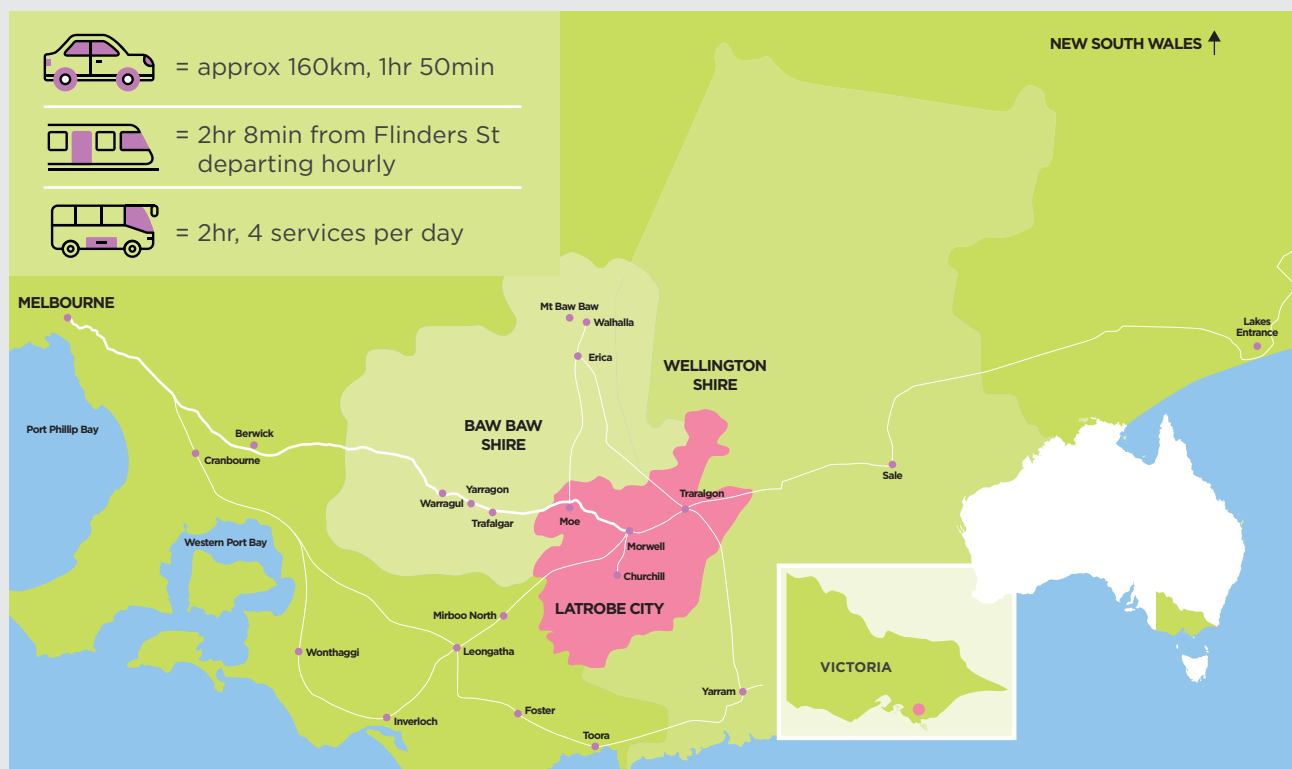 = approx 160km, 1hr 50min
= 2hr 8min from Flinders St
departing hourly
= 2hr, 4 services per day
NEW SOUTH WALES
MELBOURNE
Port Phillip Bay
Berwick
Cranbourne
Western Port Bay
Mt Baw Baw
Walhalla
Erica
WELLINGTON
SHIRE
BAW BAW
SHIRE
Lakes
Entrance
Sale
Yarragon
Warragul
Trafalgar
Moe
Traralgon
Morwell
Churchill
LATROBE CITY
Mirboo North
Leongatha
Wonthaggi
Inverloch
Foster
Toora
Yarram
VICTORIA